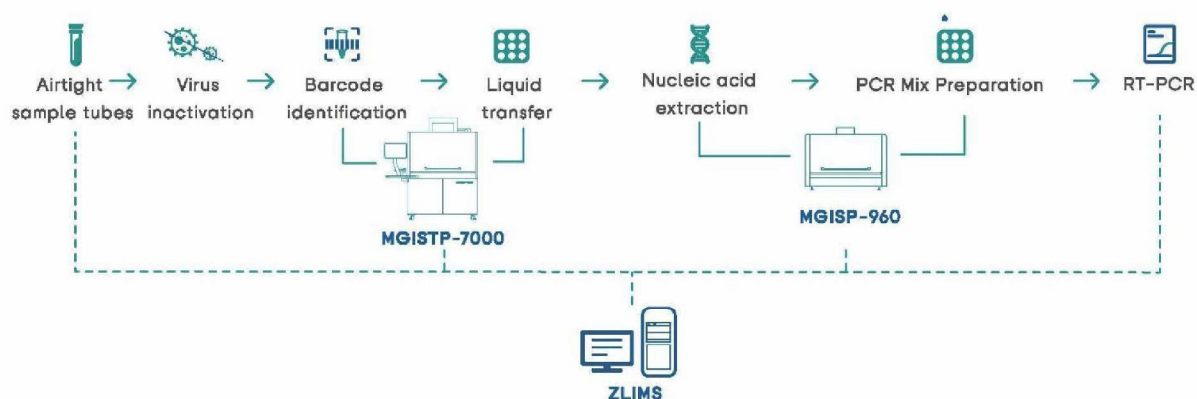 Airtight
sample tubes
Virus
inactivation
Barcode
identification
Liquid
transfer
Nucleic acid
extraction
PCR Mix Preparation
RT-PCR
MGISTP-7000
MGISP-960
ZLIMS